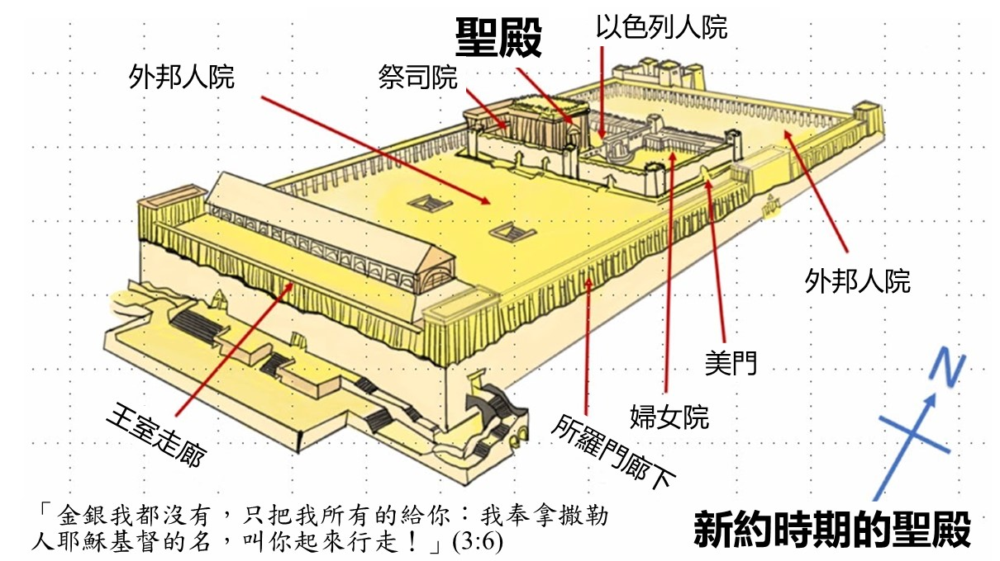 聖殿
以色列人院
外邦人院
祭司院
外邦人院
美門
N
婦女院
所羅門廊下
王室走廊
「金銀我都沒有，只把我所有的給你：我奉拿撒勒
人耶穌基督的名，叫你起來行走！」(3:6)
新約時期的聖殿